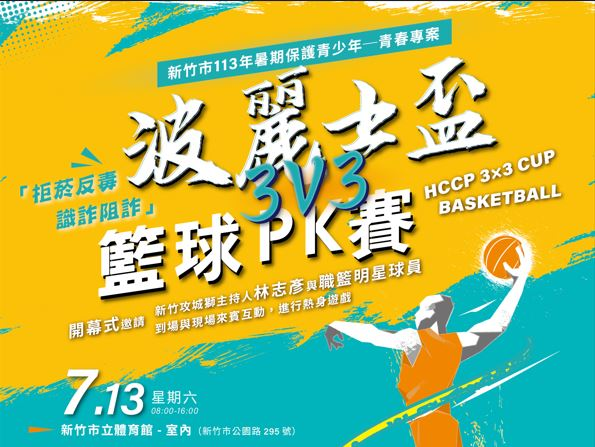 新竹市113年暑期保護青少年—青春專案
波麗士盃
3V3
「拒菸反毒
識詐阻詐」
HCCP 3×3 CUP
BASKETBALL
籃球PK賽
開幕式邀請
新竹攻城獅主持人林志彥與職籃明星球員
到場與現場來賓互動，進行熱身遊戲
7.13 星期六
08:00-16:00
新竹市立體育館 - 室內（新竹市公園路 295 號）